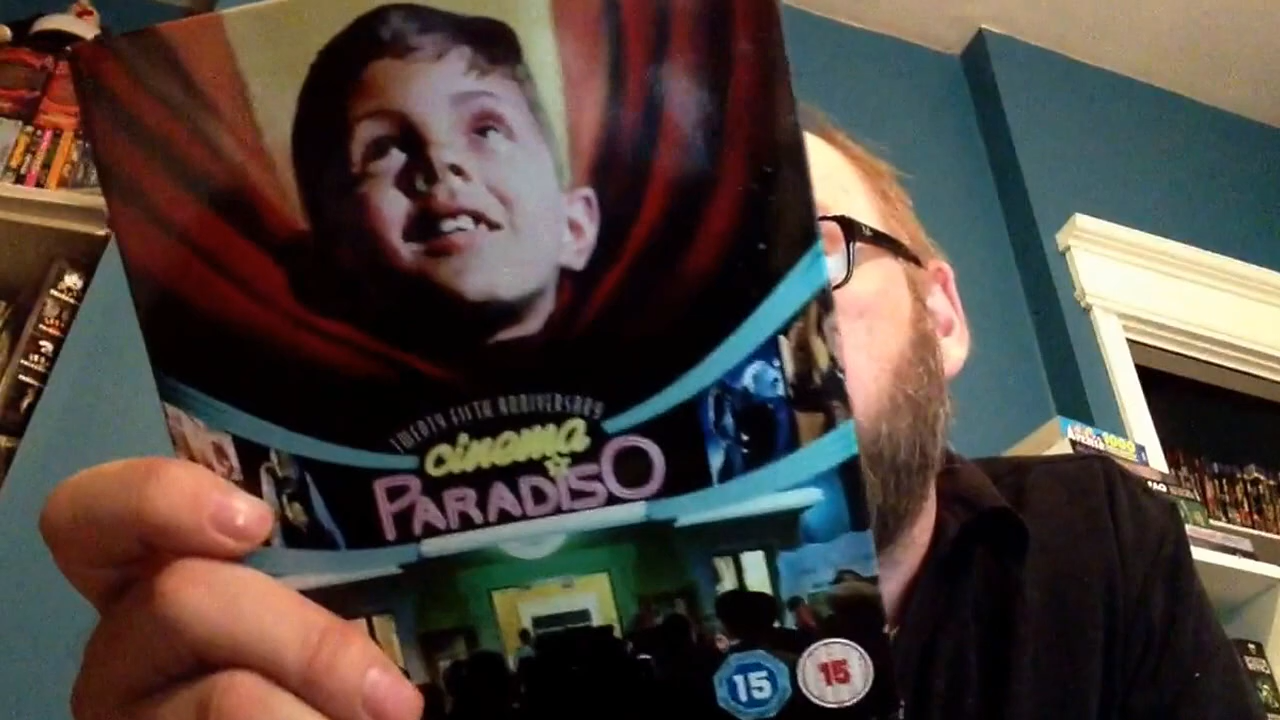 TWENTY FIFTH ANNIVERSARY
cinema
PARADISO
15
15